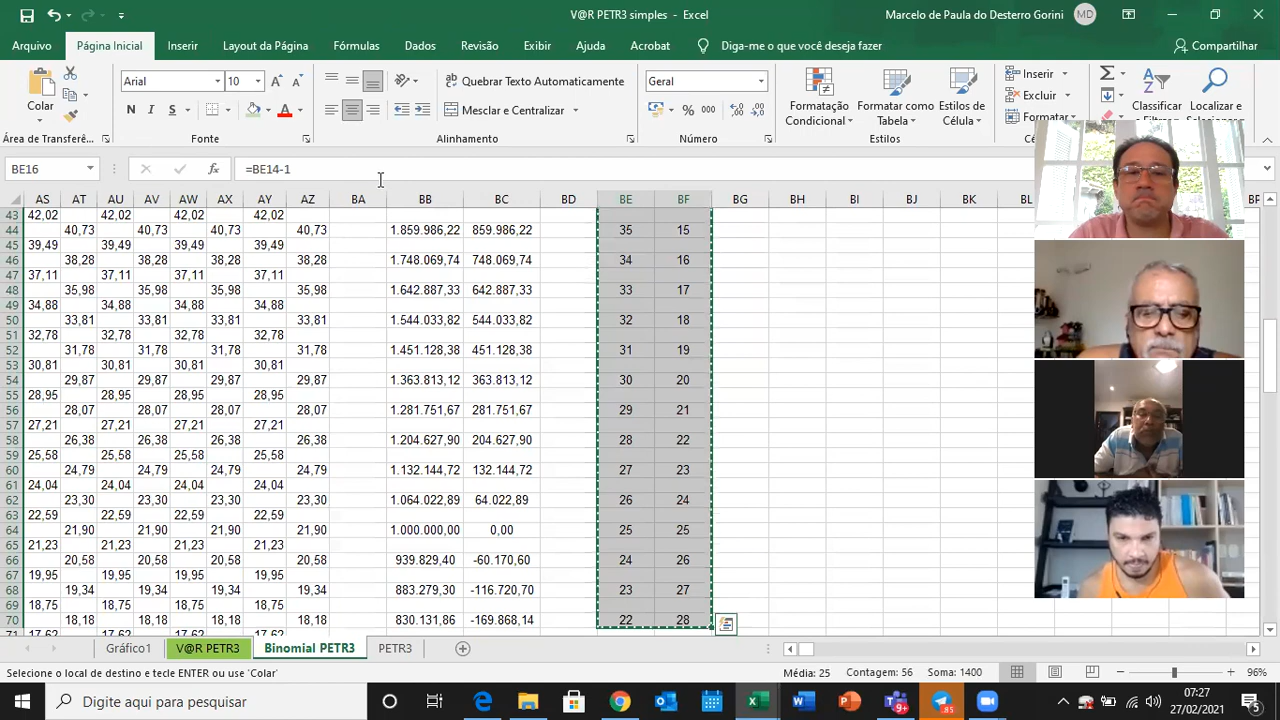 V@R PETR3 simples - Excel
Marcelo de Paula do Desterro Gorini MD
Arquivo Página Inicial Inserir Layout da Página Fórmulas Dados Revisão Exibir Ajuda Acrobat Diga-me o que você deseja fazer Compartilhar
Arial 10 Quebrar Texto Automaticamente Geral Inserir
Colar Formatação Condicional Formatar como Tabela Estilos de Célula Excluir Classificar Localizar e
N I S Mesclar e Centralizar % 000 Formatar
Área de Transferê... Fonte Alinhamento Número Estilos
BE16 fx =BE14-1
AS AT AU AV AW AX AY AZ BA BB BC BD BE BF BG BH BI BJ BK BL BP
43 42,02 42,02 42,02 42,02
44 40,73 40,73 40,73 40,73 1.859.986,22 859.986,22 35 15
45 39,49 39,49 39,49 39,49
46 38,28 38,28 38,28 38,28 1.748.069,74 748.069,74 34 16
47 37,11 37,11 37,11 37,11
48 35,98 35,98 35,98 35,98 1.642.887,33 642.887,33 33 17
49 34,88 34,88 34,88 34,88
50 33,81 33,81 33,81 33,81 1.544.033,82 544.033,82 32 18
51 32,78 32,78 32,78 32,78
52 31,78 31,78 31,78 31,78 1.451.128,38 451.128,38 31 19
53 30,81 30,81 30,81 30,81
54 29,87 29,87 29,87 29,87 1.363.813,12 363.813,12 30 20
55 28,95 28,95 28,95 28,95
56 28,07 28,07 28,07 28,07 1.281.751,67 281.751,67 29 21
57 27,21 27,21 27,21 27,21
58 26,38 26,38 26,38 26,38 1.204.627,90 204.627,90 28 22
59 25,58 25,58 25,58 25,58
60 24,79 24,79 24,79 24,79 1.132.144,72 132.144,72 27 23
61 24,04 24,04 24,04 24,04
62 23,30 23,30 23,30 23,30 1.064.022,89 64.022,89 26 24
63 22,59 22,59 22,59 22,59
64 21,90 21,90 21,90 21,90 1.000.000,00 0,00 25 25
65 21,23 21,23 21,23 21,23
66 20,58 20,58 20,58 20,58 939.829,40 -60.170,60 24 26
67 19,95 19,95 19,95 19,95
68 19,34 19,34 19,34 19,34 883.279,30 -116.720,70 23 27
69 18,75 18,75 18,75 18,75
70 18,18 18,18 18,18 18,18 830.131,86 -169.868,14 22 28
71 17,62 17,62 17,62 17,62
Gráfico1 V@R PETR3 Binomial PETR3 PETR3
Selecione o local de destino e tecle ENTER ou use 'Colar' Média: 25 Contagem: 56 Soma: 1400 96%
Digite aqui para pesquisar 07:27
27/02/2021